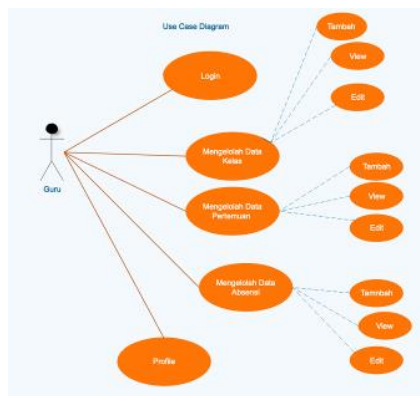 Use Case Diagram
Tambah
View
Login
Edit
Mengelolah Data
Kelas
Tambah
Guru
View
Mengelolah Data
Pertemuan
Edit
Mengelolah Data
Absensi
Tamnbah
View
Profile
Edit